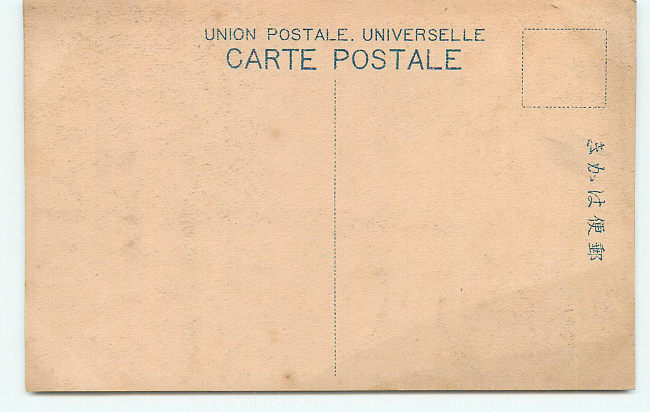 UNION POSTALE. UNIVERSELLE
CARTE POSTALE
郵便はかき